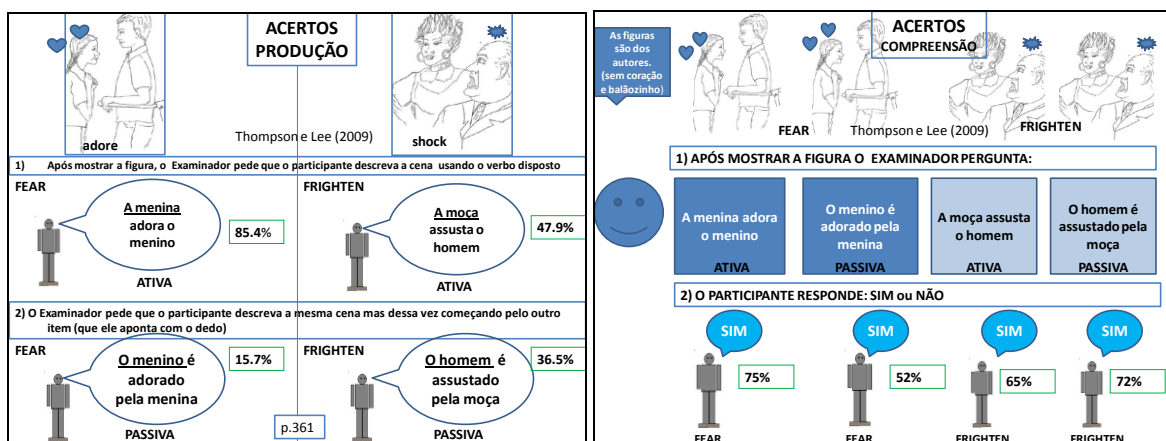 ACERTOS
PRODUÇÃO
adore
Thompson e Lee (2009)
shock
1) Após mostrar a figura, o Examinador pede que o participante descreva a cena usando o verbo disposto
FEAR
A menina
adora o
menino
85.4%
ATIVA
FRIGHTEN
A moça
assusta o
homem
47.9%
ATIVA
2) O Examinador pede que o participante descreva a mesma cena mas dessa vez começando pelo outro
item (que ele aponta com o dedo)
FEAR
O menino é
adorado
pela menina
15.7%
PASSIVA
FRIGHTEN
O homem é
assustado
pela moça
36.5%
PASSIVA
p.361
As figuras
são dos
autores.
(sem coração
e balãozinho)
ACERTOS
COMPREENSÃO
FEAR
Thompson e Lee (2009)
FRIGHTEN
1) APÓS MOSTRAR A FIGURA O EXAMINADOR PERGUNTA:
A menina adora
o menino
ATIVA
O menino é
adorado pela
menina
PASSIVA
A moça assusta
o homem
ATIVA
O homem é
assustado pela
moça
PASSIVA
2) O PARTICIPANTE RESPONDE: SIM ou NÃO
SIM
SIM
SIM
SIM
75%
52%
65%
72%
FEAR
FEAR
FRIGHTEN
FRIGHTEN